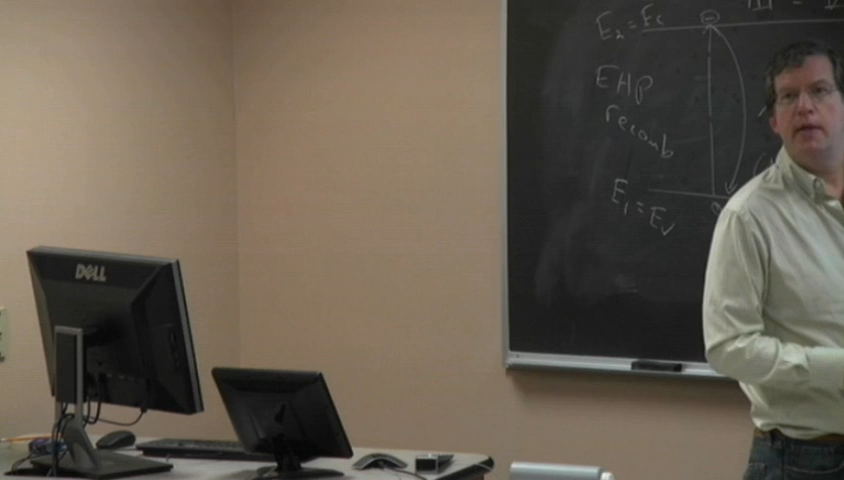 E₂ = Ec
EHP
recomb
E₁ = Ev
DELL